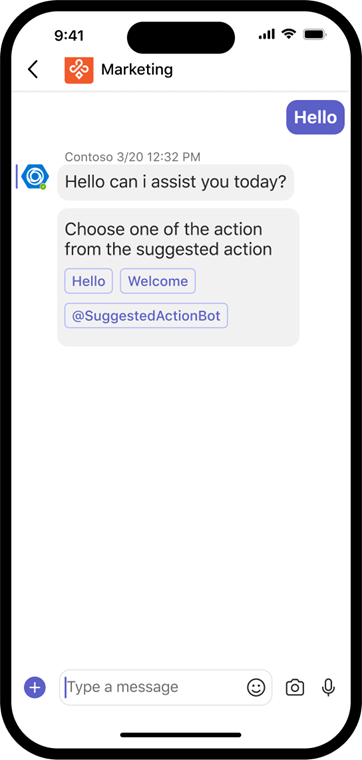 9:41
Marketing
Hello
Contoso 3/20 12:32 PM
Hello can i assist you today?
Choose one of the action
from the suggested action
Hello Welcome
@SuggestedActionBot
Type a message